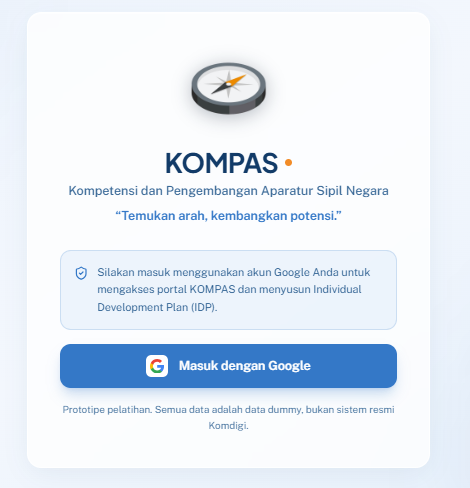 KOMPAS
Kompetensi dan Pengembangan Aparatur Sipil Negara
“Temukan arah, kembangkan potensi.”
Silakan masuk menggunakan akun Google Anda untuk
mengakses portal KOMPAS dan menyusun Individual
Development Plan (IDP).
Masuk dengan Google
Prototipe pelatihan. Semua data adalah data dummy, bukan sistem resmi
Komdigi.